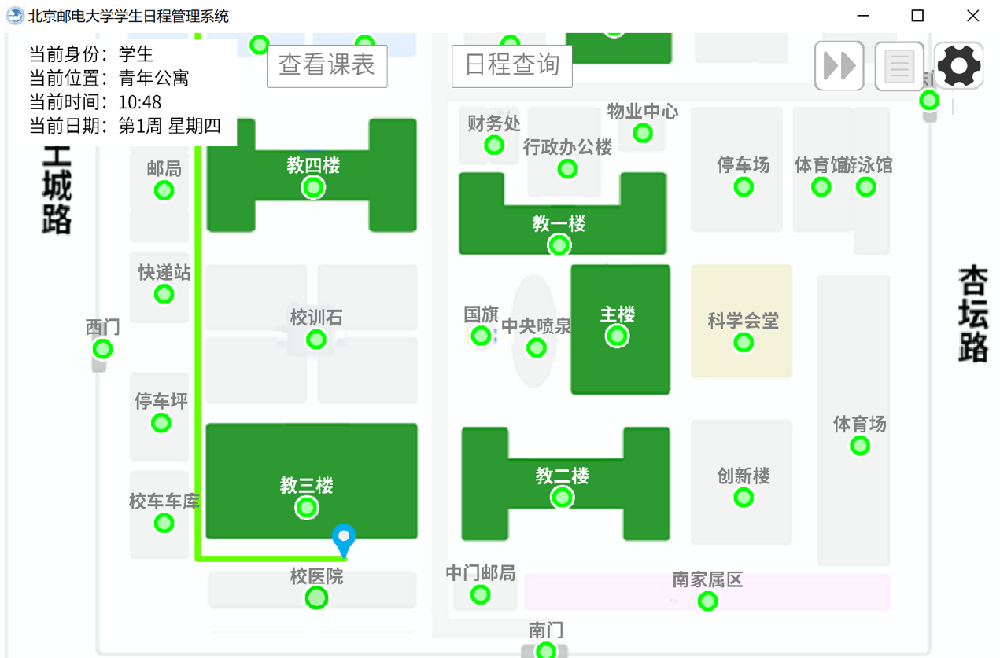 北京邮电大学学生日程管理系统
当前身份：学生
当前位置：青年公寓
当前时间：10:48
当前日期：第1周 星期四
查看课表
日程查询
物业中心
财务处
行政办公楼
土城路
邮局
教四楼
停车场
体育馆
游泳馆
教一楼
快递站
杏坛路
西门
校训石
国旗
中央喷泉
主楼
科学会堂
停车坪
体育场
教三楼
教二楼
创新楼
校车车库
校医院
中门邮局
南家属区
南门